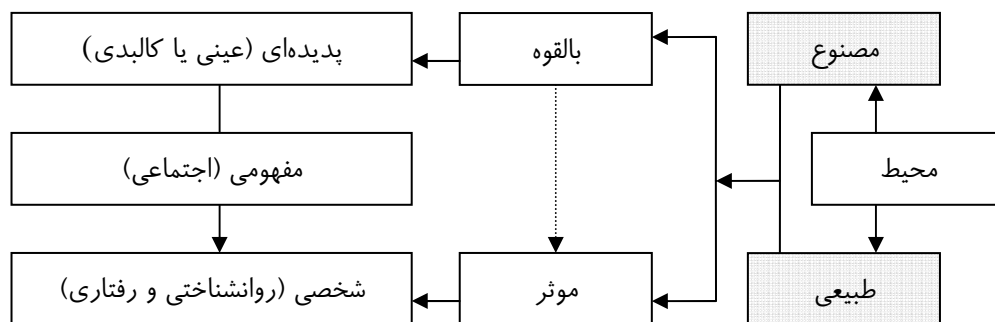 مصنوع
بالقوه
پدیده‌ای (عینی یا کالبدی)
محیط
مفهومی (اجتماعی)
طبیعی
موثر
شخصی (روانشناختی و رفتاری)